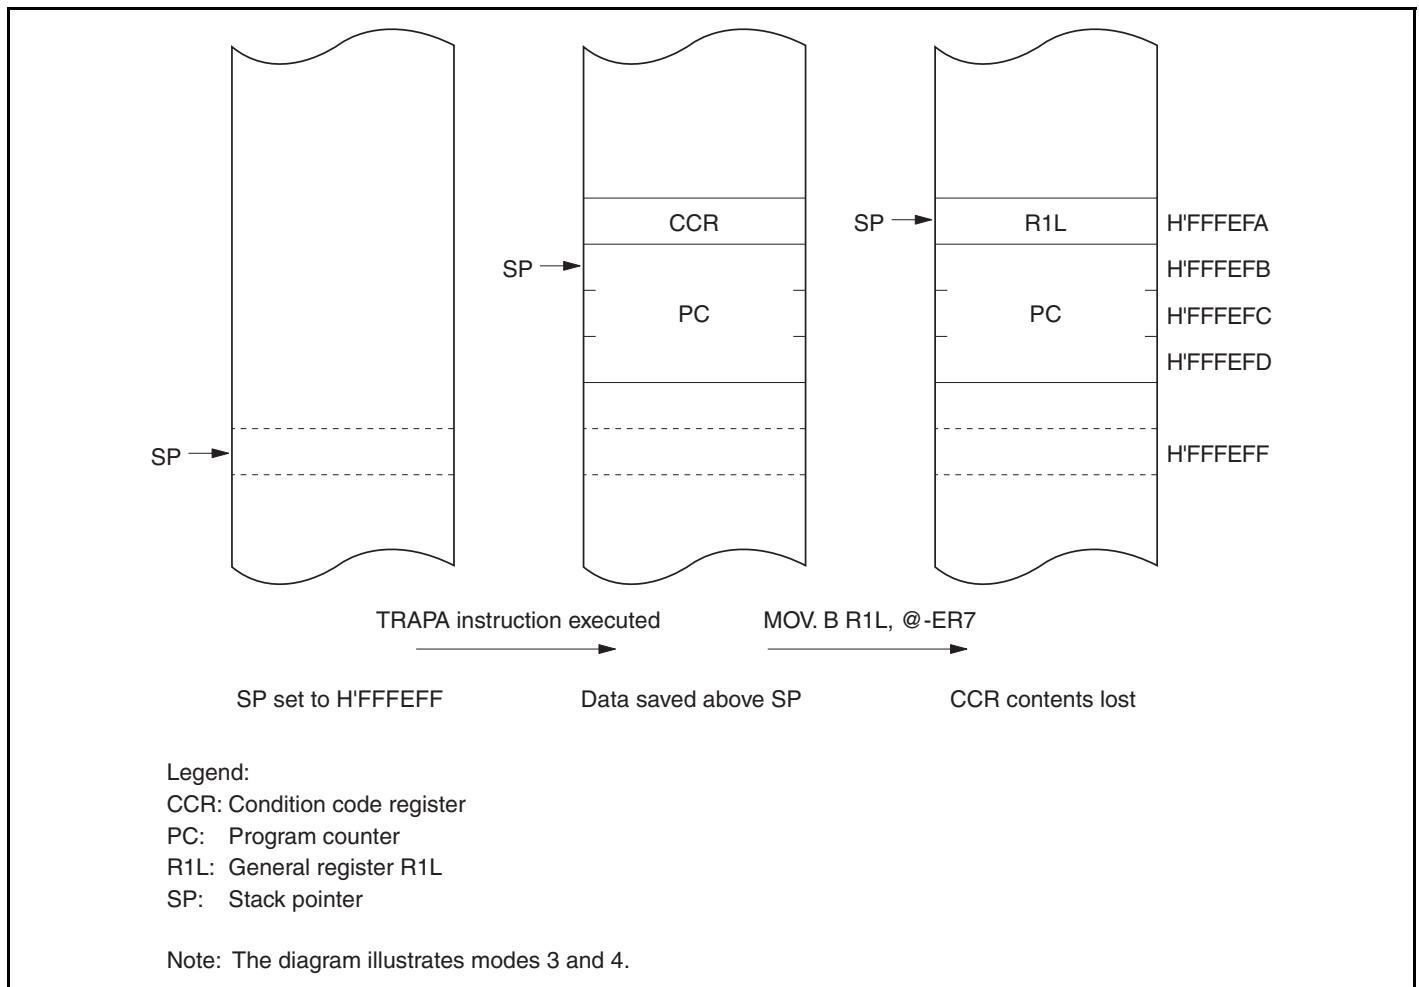 CCR
SP
R1L
H'FFFEFA
SP
H'FFFEFB
PC
PC
H'FFFEFC
H'FFFEFD
SP
H'FFFEFF
TRAPA instruction executed
MOV. B R1L, @-ER7
SP set to H'FFFEFF
Data saved above SP
CCR contents lost
Legend:
CCR: Condition code register
PC: Program counter
R1L: General register R1L
SP: Stack pointer
Note: The diagram illustrates modes 3 and 4.